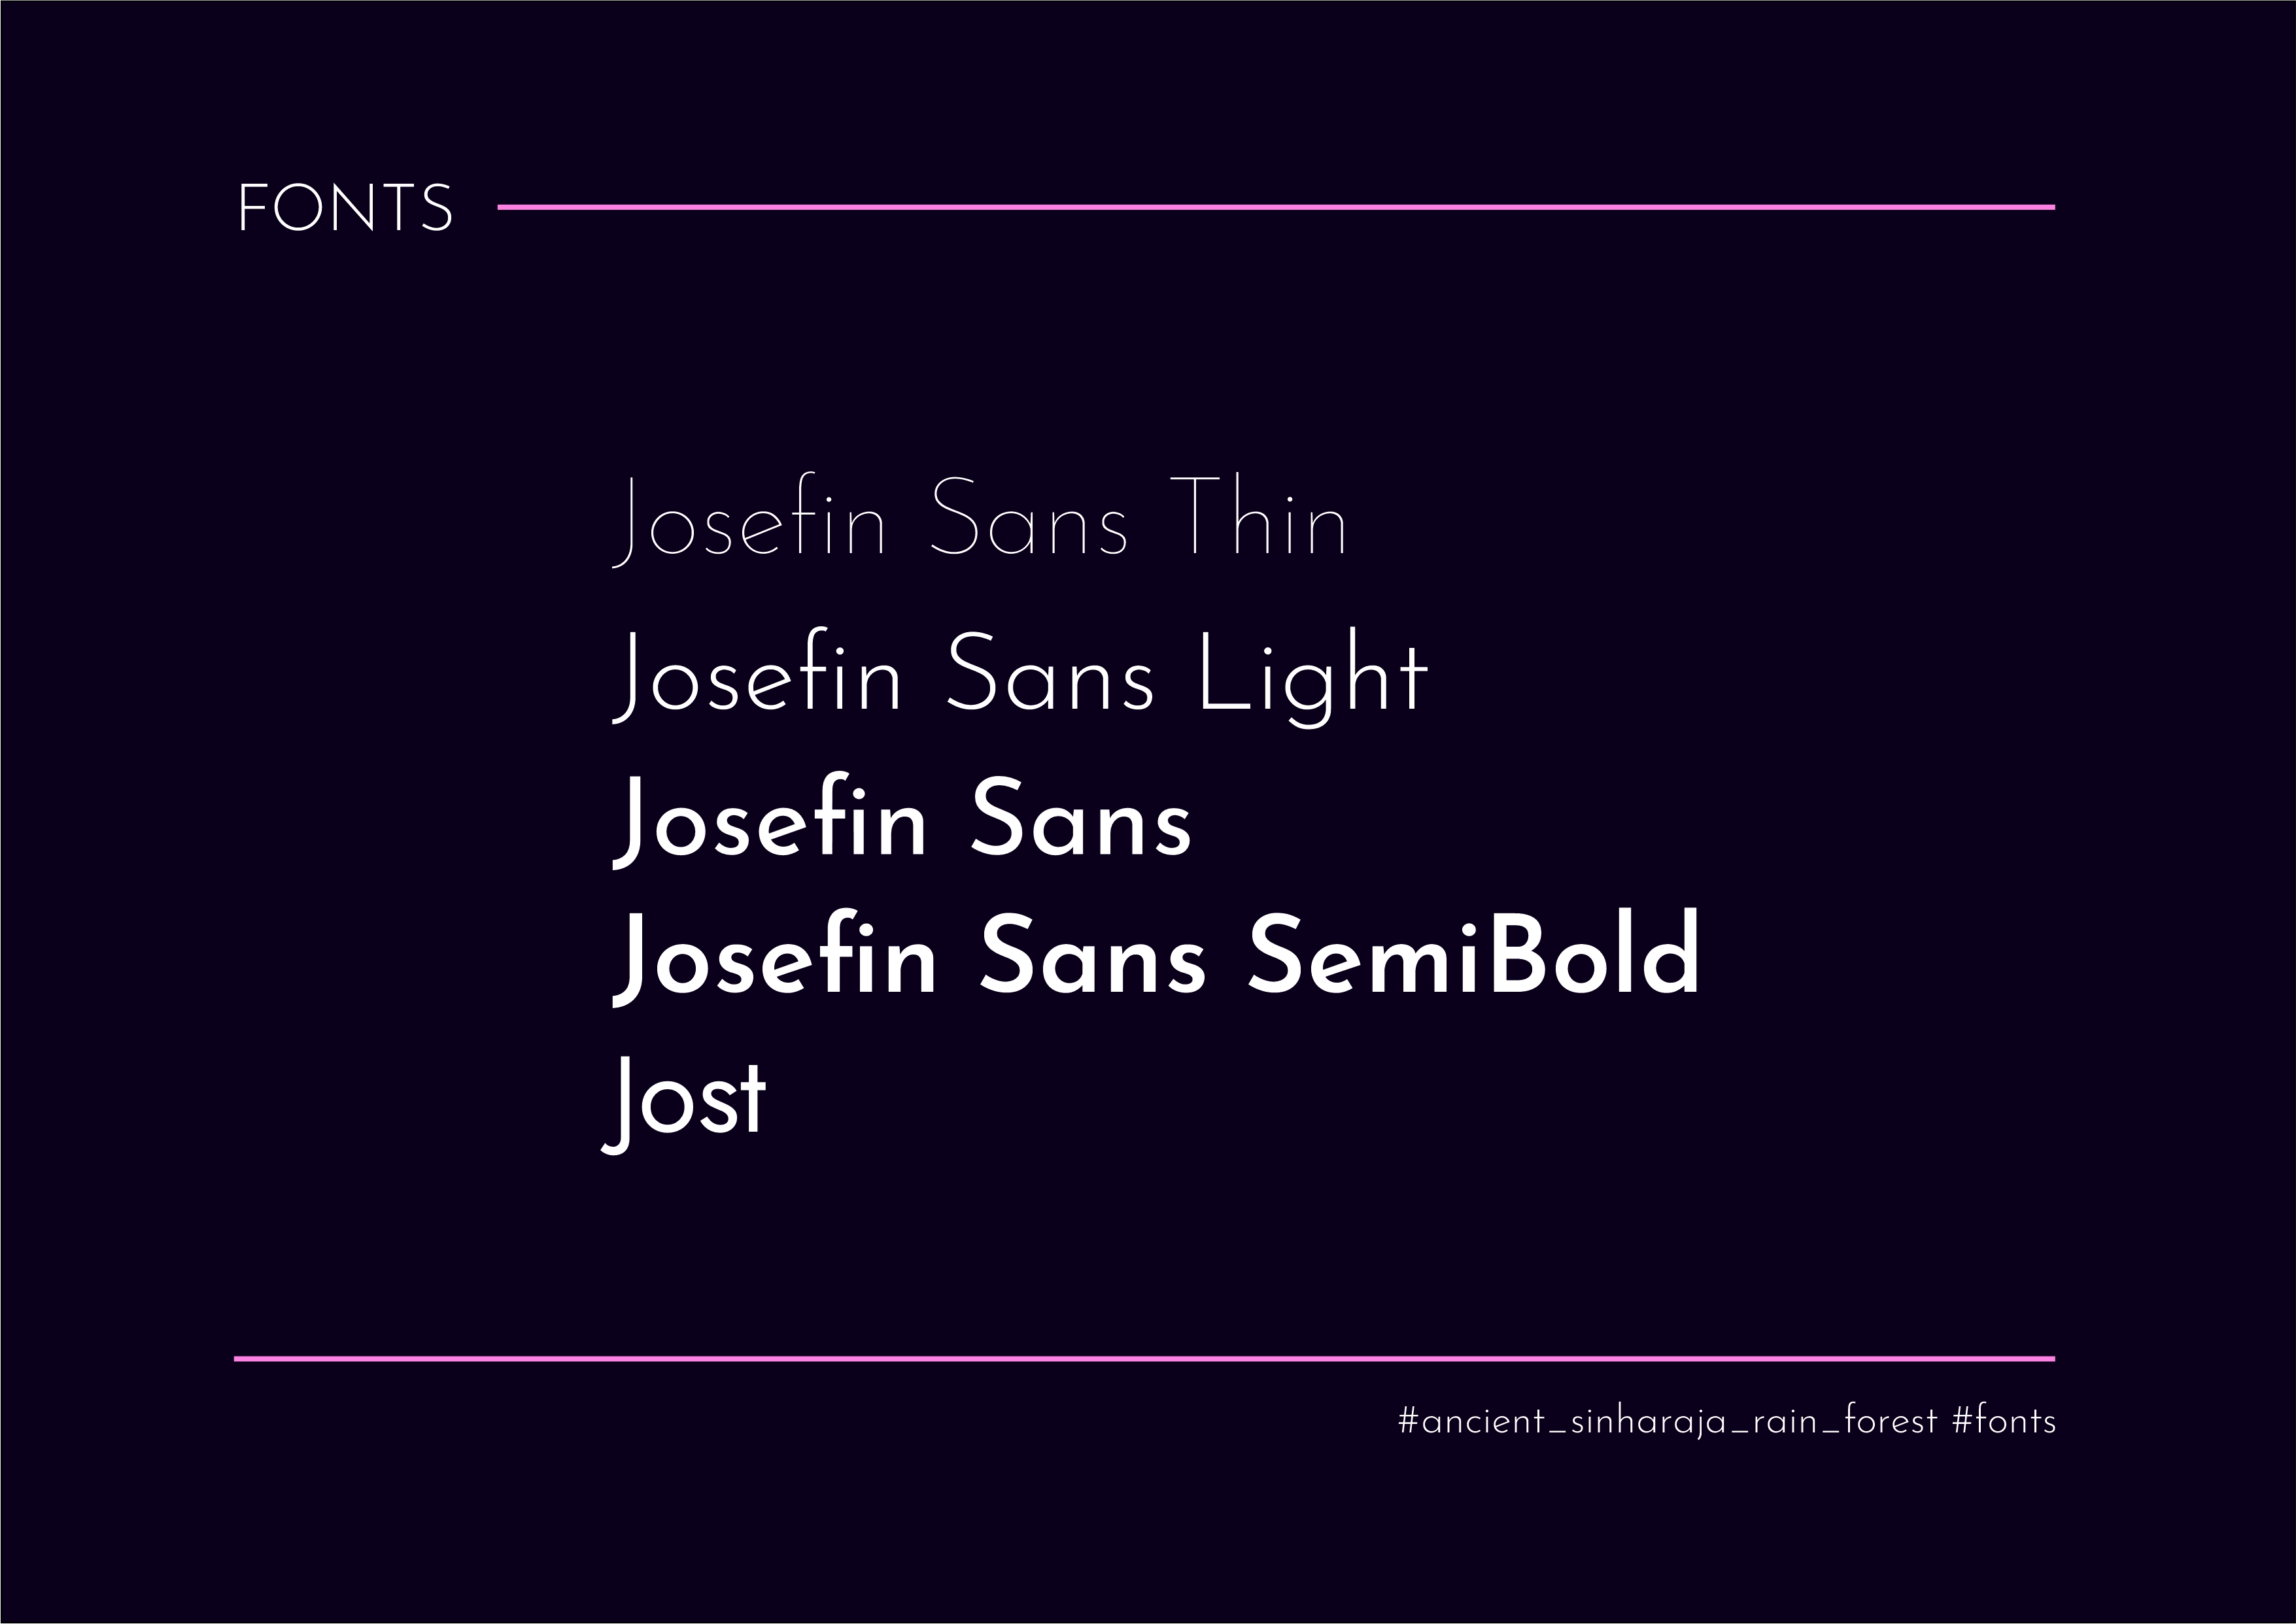 FONTS
Josefin Sans Thin
Josefin Sans Light
Josefin Sans
Josefin Sans SemiBold
Jost
#ancient_sinharaja_rain_forest #fonts